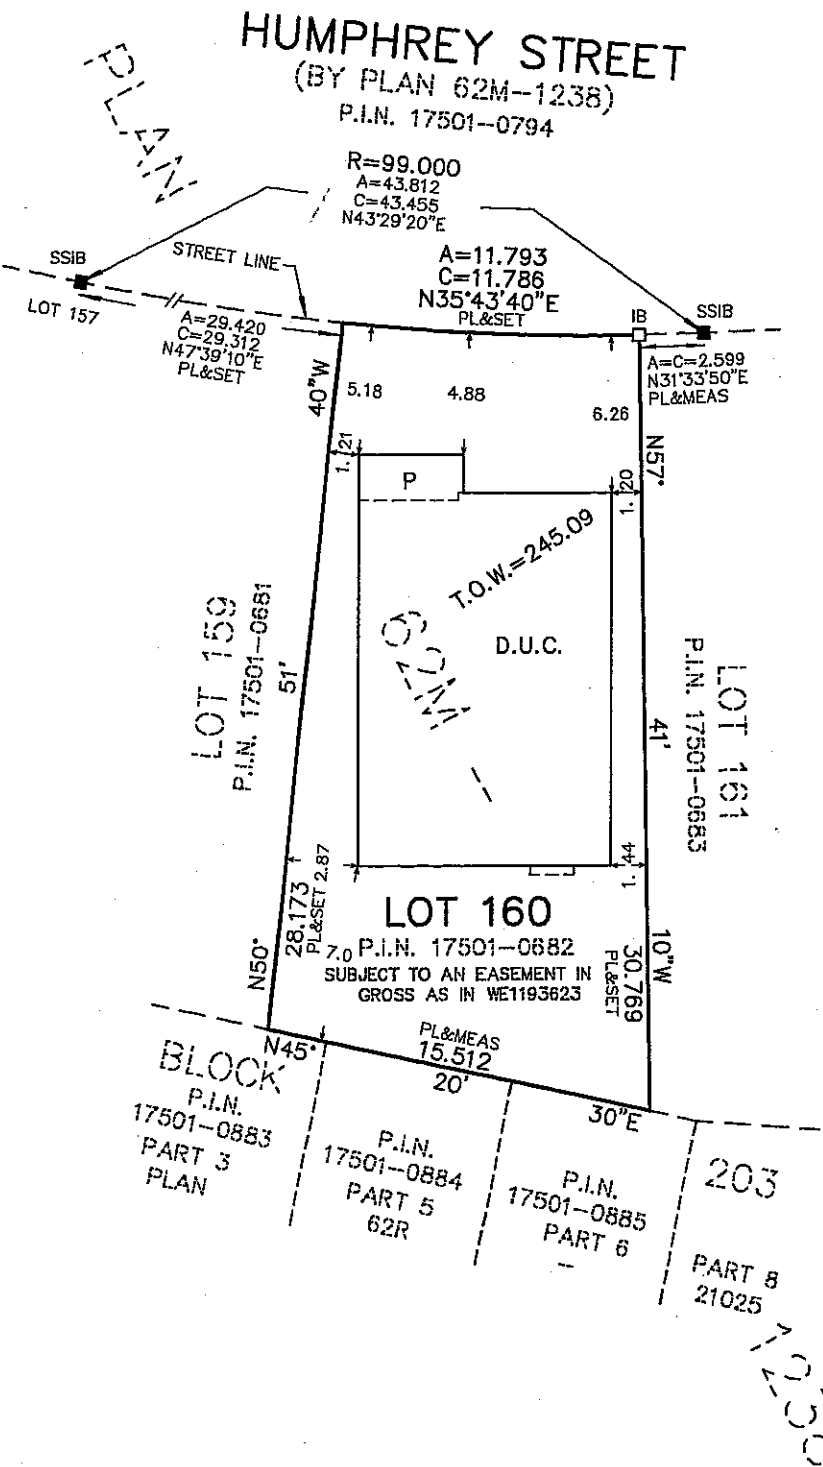 HUMPHREY STREET
(BY PLAN 62M-1238)
P.I.N. 17501-0794
PLAN
R=99.000
A=43.812
C=43.455
N43°29'20"E
SSIB
STREET LINE
A=11.793
C=11.786
N35°43'40"E
PL&SET
IB
SSIB
LOT 157
A=29.420
C=29.312
N47°39'10"E
PL&SET
A=C=2.599
N31°33'50"E
PL&MEAS
40"W
5.18
4.88
6.26
1.21
P
N57°
1.20
T.O.W.=245.09
62M
D.U.C.
LOT 159
P.I.N. 17501-0681
51'
LOT 161
P.I.N. 17501-0683
41'
2.87
1.44
28.173
PL&SET
LOT 160
7.0
P.I.N. 17501-0682
SUBJECT TO AN EASEMENT IN
GROSS AS IN WE1193623
10"W
30.769
PL&SET
N50°
N45°
PL&MEAS
15.512
20'
30"E
BLOCK
P.I.N.
17501-0883
PART 3
PLAN
P.I.N.
17501-0884
PART 5
62R
P.I.N.
17501-0885
PART 6
-
203
PART 8
21025